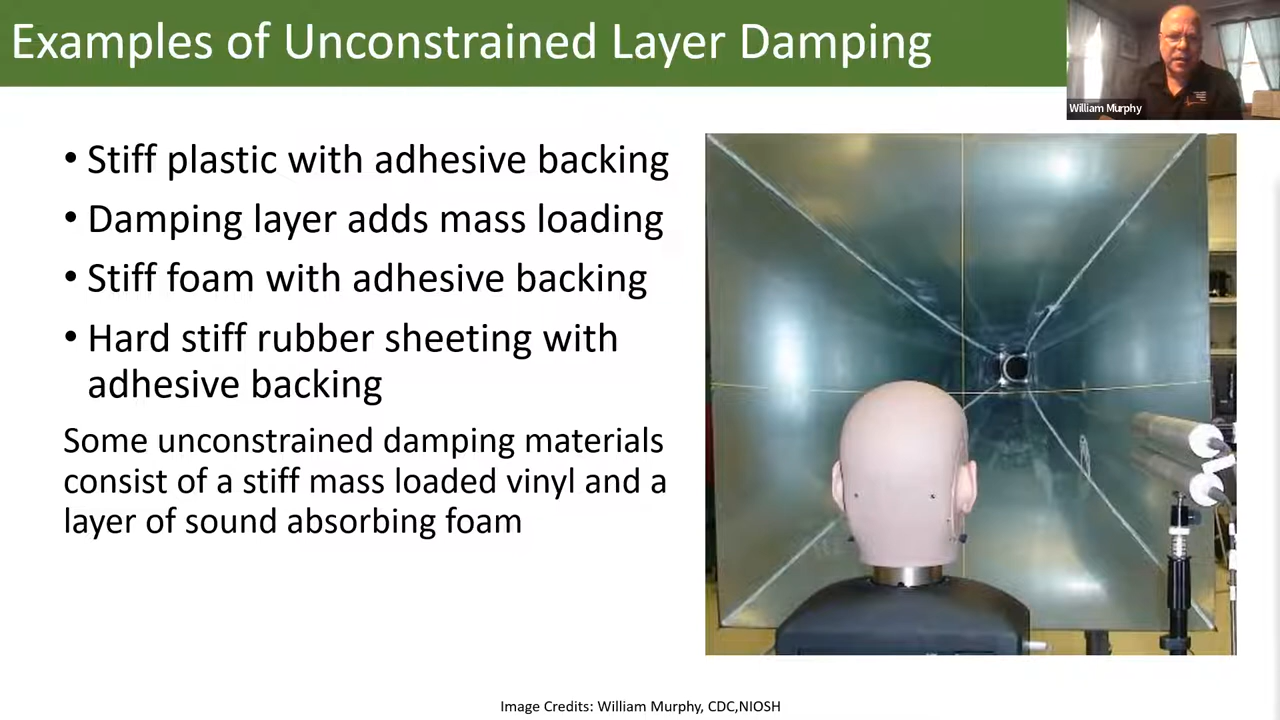 Examples of Unconstrained Layer Damping
William Murphy
• Stiff plastic with adhesive backing
• Damping layer adds mass loading
• Stiff foam with adhesive backing
• Hard stiff rubber sheeting with
adhesive backing
Some unconstrained damping materials
consist of a stiff mass loaded vinyl and a
layer of sound absorbing foam
Image Credits: William Murphy, CDC,NIOSH